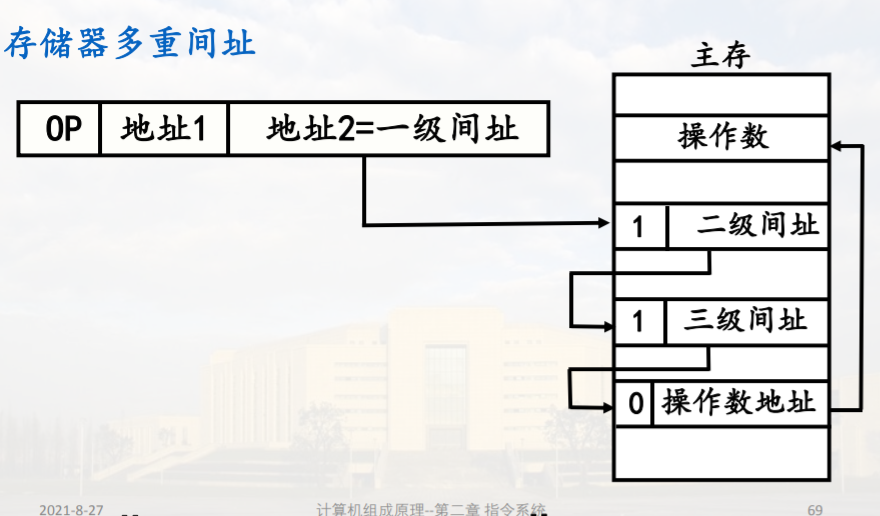 存储器多重间址
主存
OP 地址1 地址2=一级间址
操作数
1 二级间址
1 三级间址
0 操作数地址
2021-8-27 计算机组成原理--第二章 指令系统 69